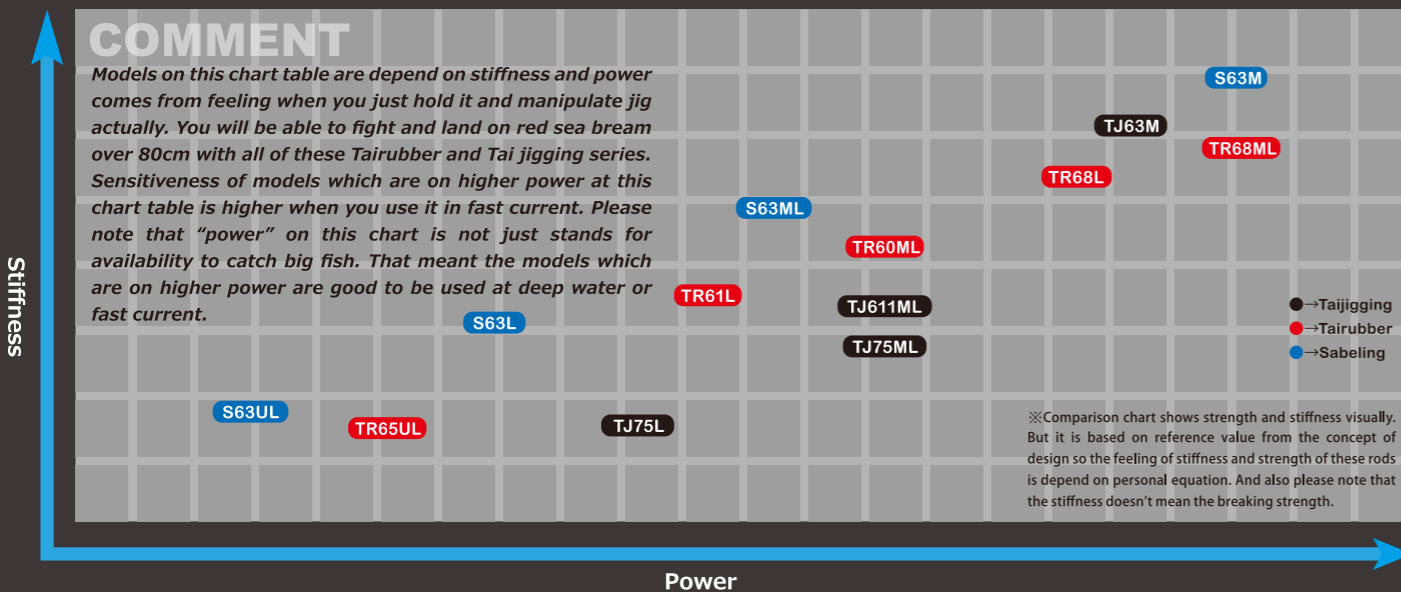 COMMENT
Models on this chart table are depend on stiffness and power
comes from feeling when you just hold it and manipulate jig
actually. You will be able to fight and land on red sea bream
over 80cm with all of these Tairubber and Tai jigging series.
Sensitiveness of models which are on higher power at this
chart table is higher when you use it in fast current. Please
note that “power” on this chart is not just stands for
availability to catch big fish. That meant the models which
are on higher power are good to be used at deep water or
fast current.
S63M
TJ63M
TR68ML
TR68L
S63ML
TR60ML
TR61L
TJ611ML
S63L
TJ75ML
S63UL
TR65UL
TJ75L
●→Taijigging
●→Tairubber
●→Sabeling
※Comparison chart shows strength and stiffness visually.
But it is based on reference value from the concept of
design so the feeling of stiffness and strength of these rods
is depend on personal equation. And also please note that
the stiffness doesn’t mean the breaking strength.
Stiffness
Power